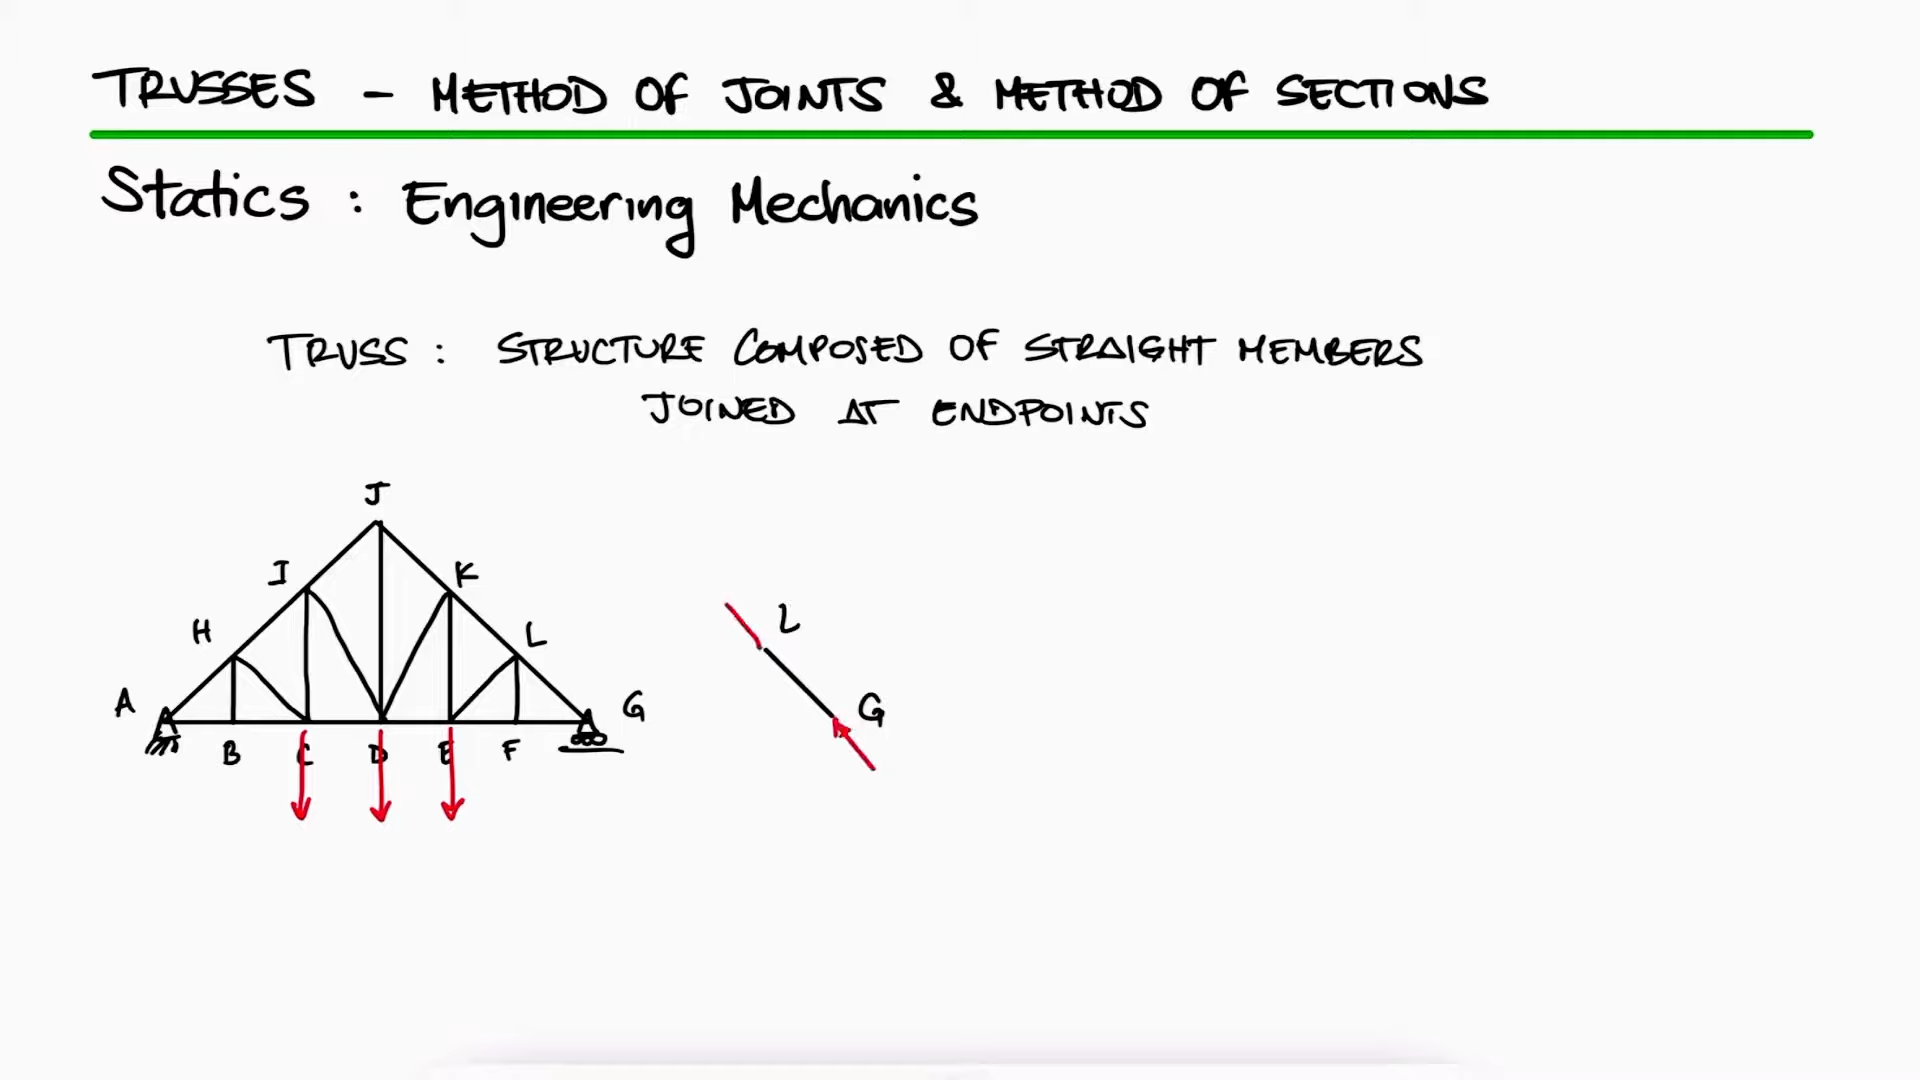 TRUSSES - METHOD OF JOINTS & METHOD OF SECTIONS
Statics : Engineering Mechanics
TRUSS : STRUCTURE COMPOSED OF STRAIGHT MEMBERS
JOINED AT ENDPOINTS
J
I K
H L
A G
B C D E F
L
G